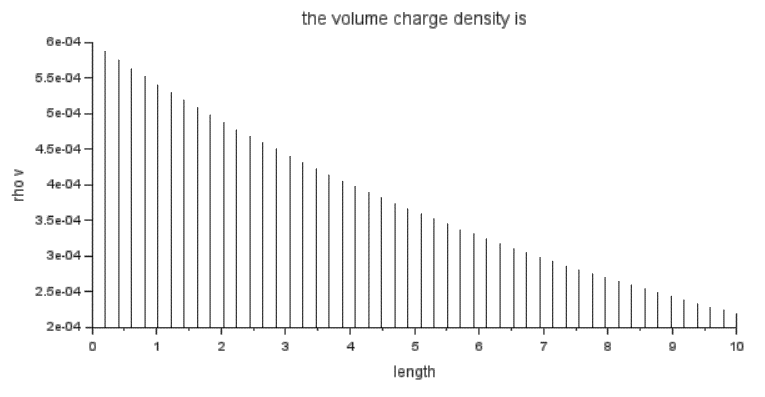 the volume charge density is
6e-04
5.5e-04
5e-04
4.5e-04
4e-04
3.5e-04
3e-04
2.5e-04
2e-04
rho v
0 1 2 3 4 5 6 7 8 9 10
length